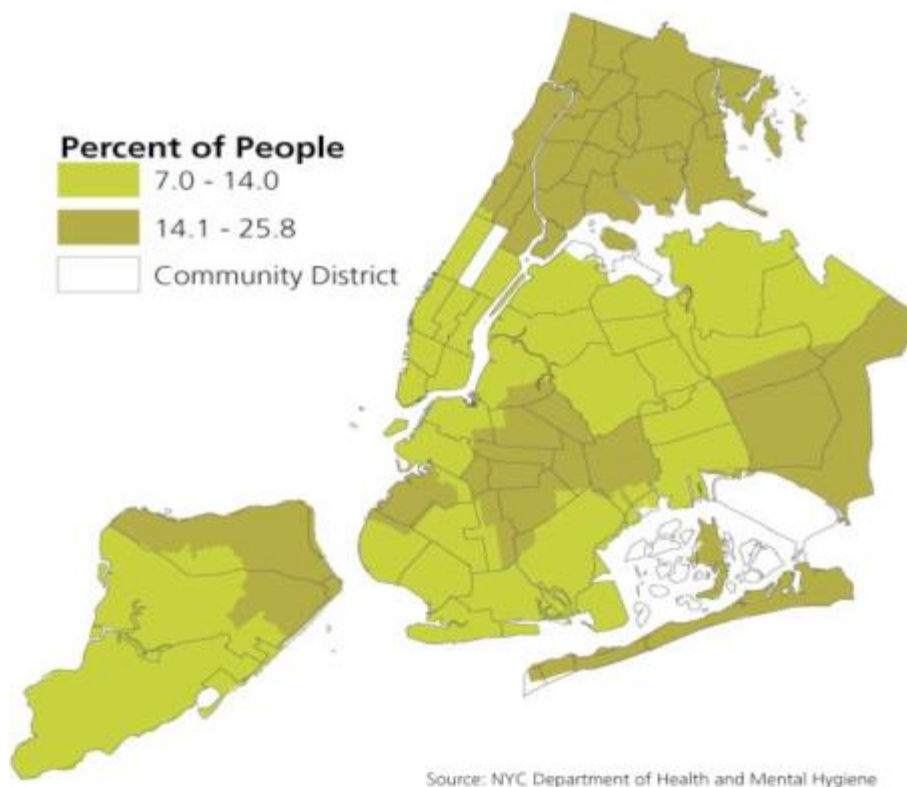 Percent of People
7.0 - 14.0
14.1 - 25.8
Community District
Source: NYC Department of Health and Mental Hygiene